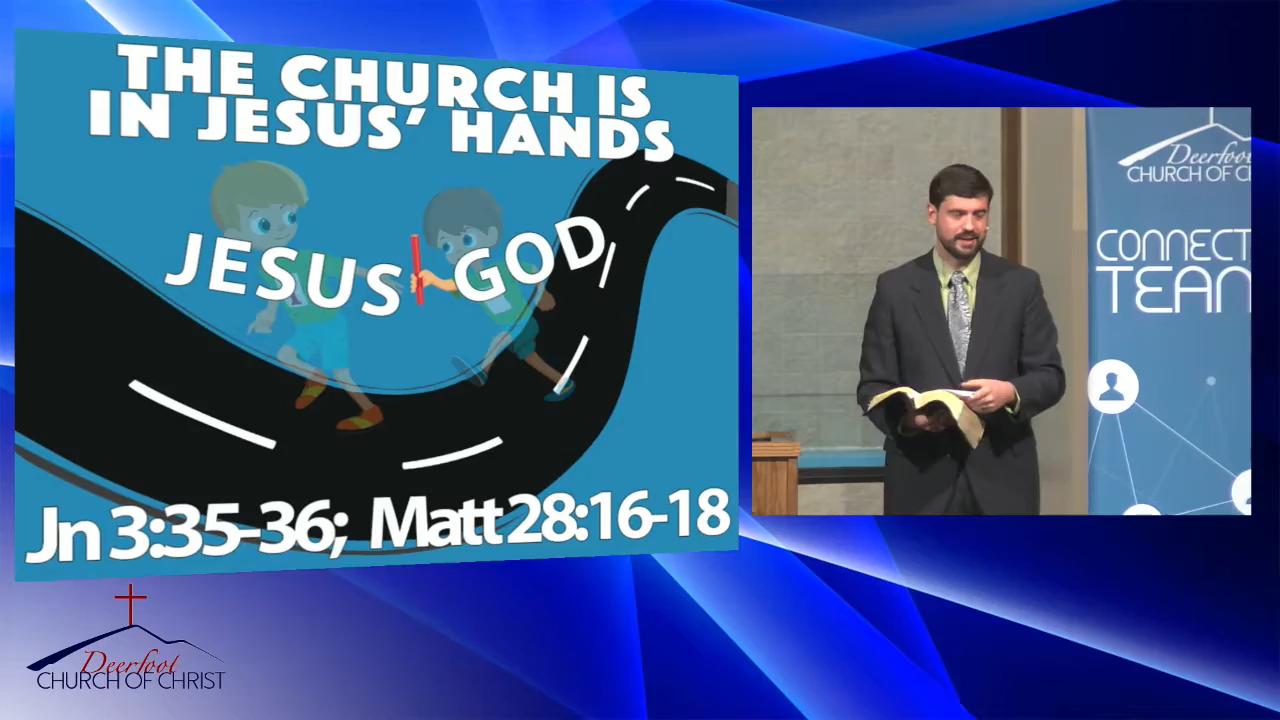 THE CHURCH IS
IN JESUS' HANDS
JESUS GOD
Jn 3:35-36; Matt 28:16-18
Deerfoot
CHURCH OF CHRIST
Deerfoot
CHURCH OF CH
CONNECT
TEAM